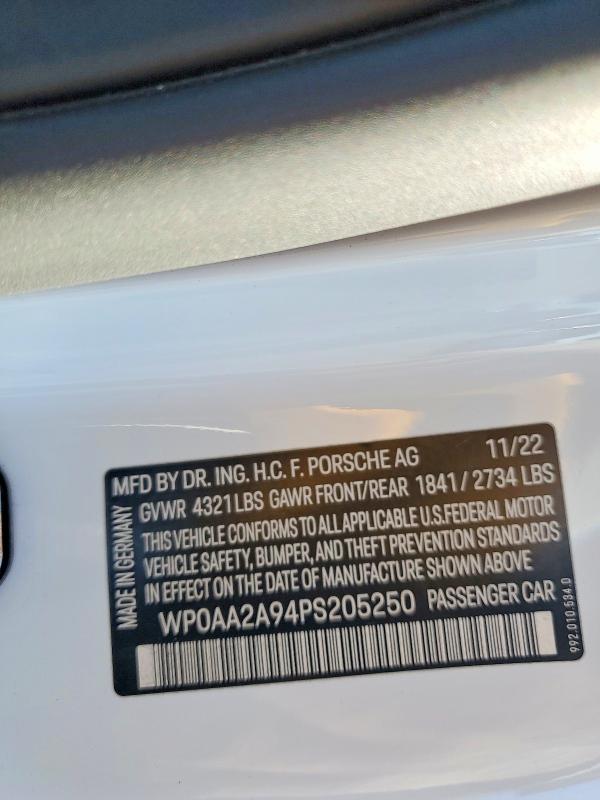 MFD BY DR. ING. H.C. F. PORSCHE AG 11/22
GVWR 4321 LBS GAWR FRONT/REAR 1841/2734 LBS
THIS VEHICLE CONFORMS TO ALL APPLICABLE U.S.FEDERAL MOTOR
VEHICLE SAFETY, BUMPER, AND THEFT PREVENTION STANDARDS
IN EFFECT ON THE DATE OF MANUFACTURE SHOWN ABOVE
WP0AA2A94PS205250 PASSENGER CAR
MADE IN GERMANY
992.010.534.D